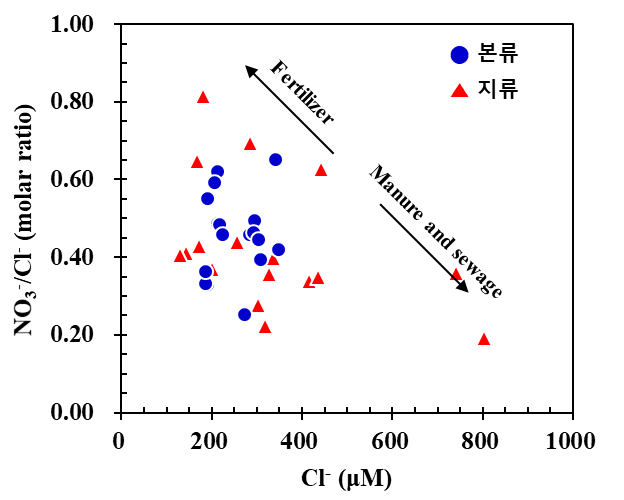 1.00
본류
지류
Fertilizer
0.80
0.60
Manure and sewage
0.40
0.20
0.00
NO₃⁻/Cl⁻ (molar ratio)
0
200
400
600
800
1000
Cl⁻ (μM)